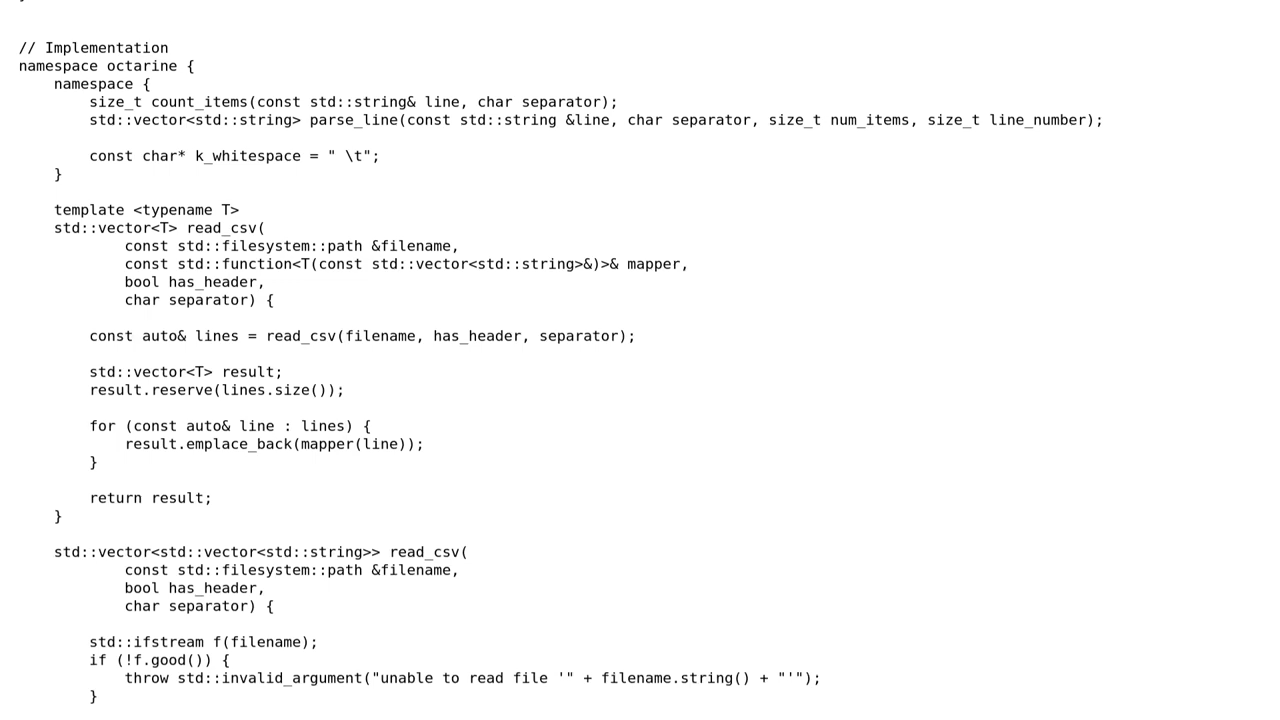 // Implementation
namespace octarine {
    namespace {
        size_t count_items(const std::string& line, char separator);
        std::vector<std::string> parse_line(const std::string &line, char separator, size_t num_items, size_t line_number);

        const char* k_whitespace = " \t";
    }

    template <typename T>
    std::vector<T> read_csv(
            const std::filesystem::path &filename,
            const std::function<T(const std::vector<std::string>&)>& mapper,
            bool has_header,
            char separator) {

        const auto& lines = read_csv(filename, has_header, separator);

        std::vector<T> result;
        result.reserve(lines.size());

        for (const auto& line : lines) {
            result.emplace_back(mapper(line));
        }

        return result;
    }

    std::vector<std::vector<std::string>> read_csv(
            const std::filesystem::path &filename,
            bool has_header,
            char separator) {

        std::ifstream f(filename);
        if (!f.good()) {
            throw std::invalid_argument("unable to read file '" + filename.string() + "'");
        }